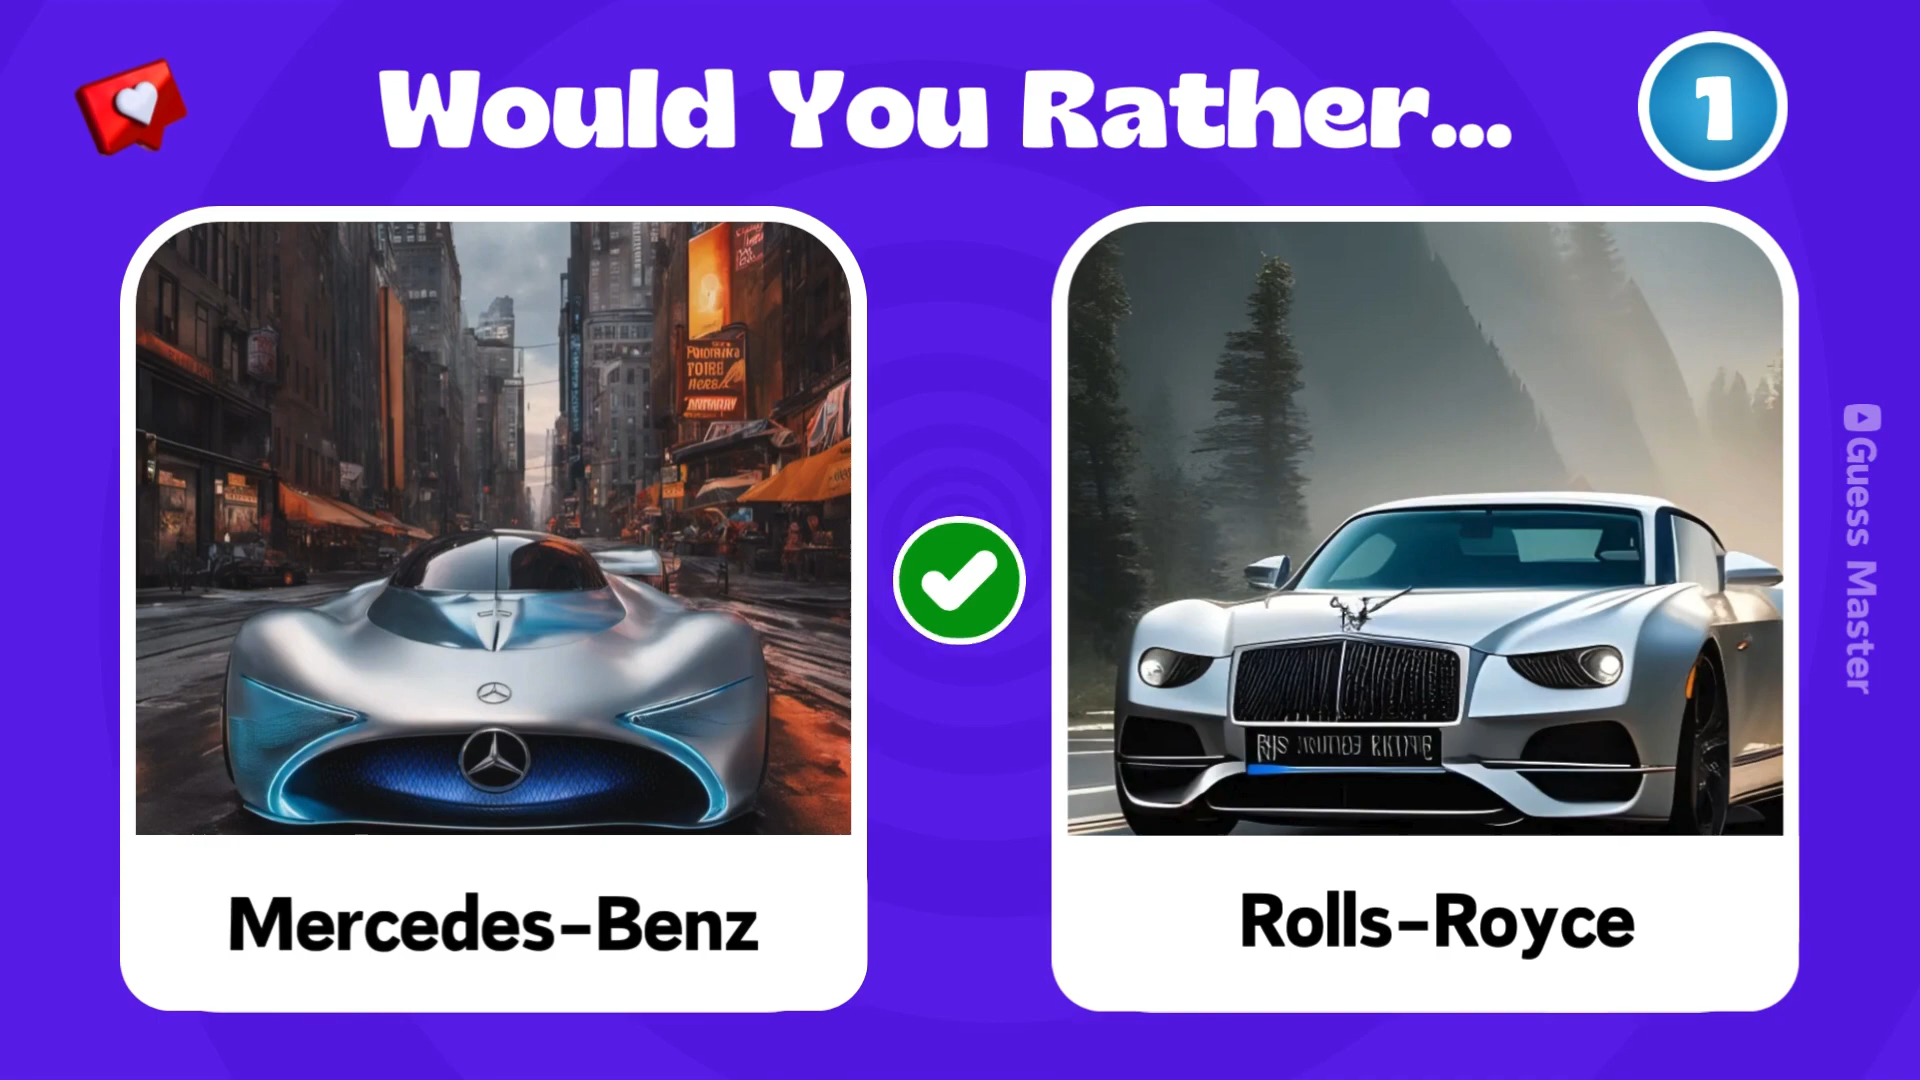 Would You Rather...
1
Mercedes-Benz
Rolls-Royce
Guess Master